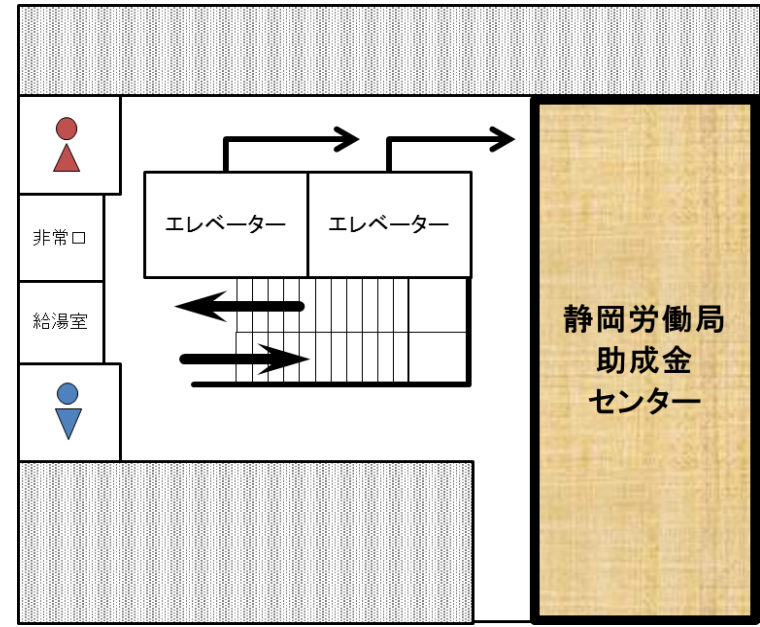 エレベーター
エレベーター
非常口
給湯室
静岡労働局
助成金
センター